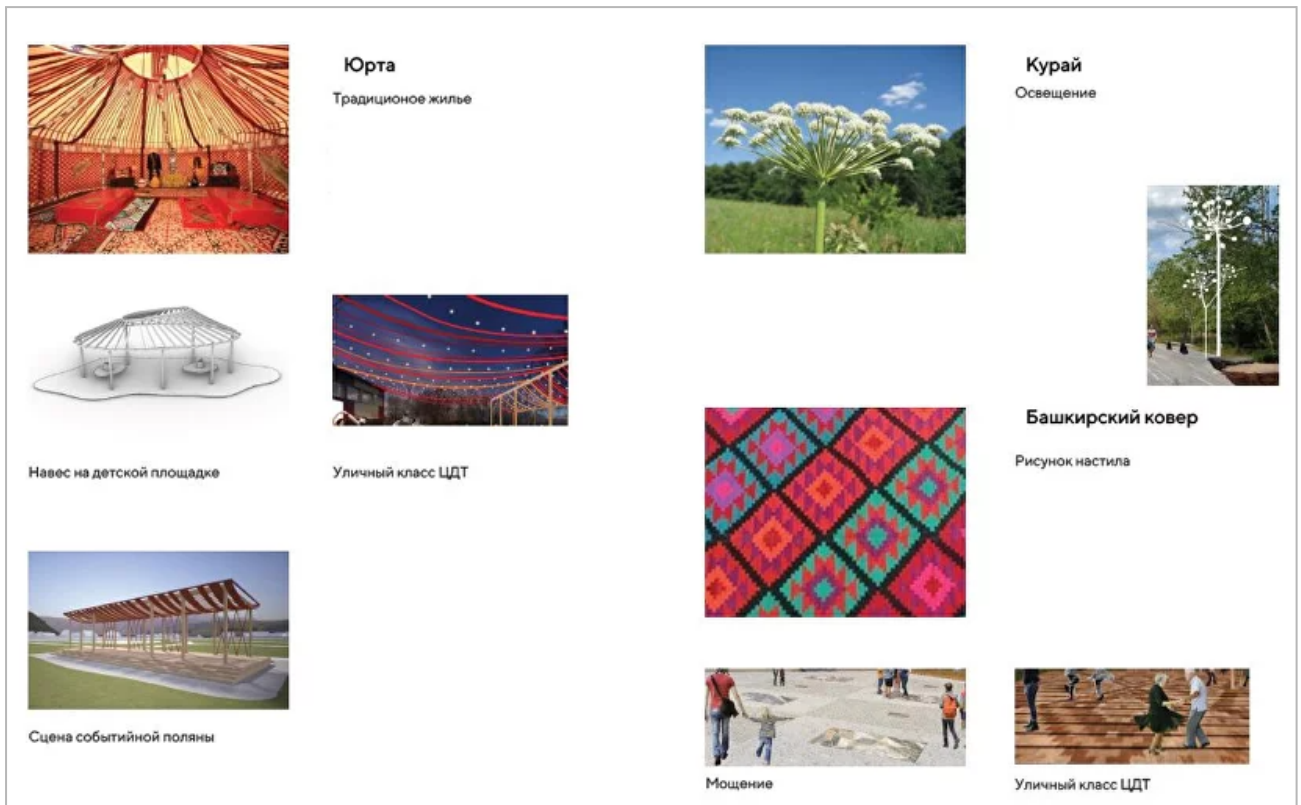 Юрта
Традиционое жилье
Навес на детской площадке
Уличный класс ЦДТ
Сцена событийной поляны
Курай
Освещение
Башкирский ковер
Рисунок настила
Мощение
Уличный класс ЦДТ